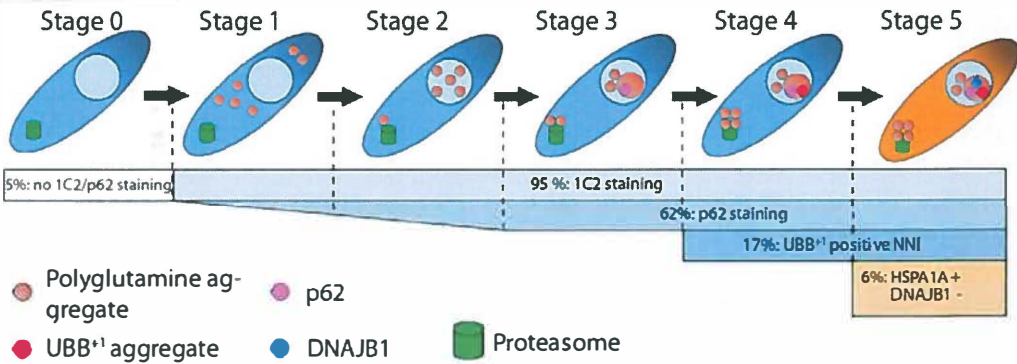 Stage 0 Stage 1 Stage 2 Stage 3 Stage 4 Stage 5
5%: no 1C2/p62 staining
95 %: 1C2 staining
62%: p62 staining
17%: UBB⁺¹ positive NNI
6%: HSPA1A +
DNAJB1 -
Polyglutamine ag-
gregate
p62
UBB⁺¹ aggregate
DNAJB1
Proteasome